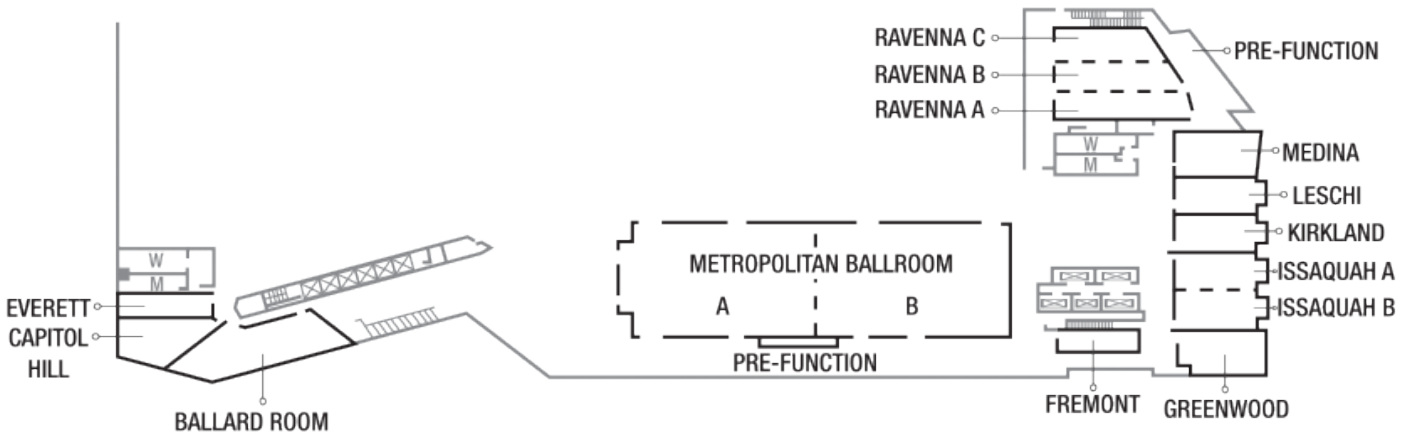 RAVENNA C
PRE-FUNCTION
RAVENNA B
RAVENNA A
W
M
MEDINA
LESCHI
KIRKLAND
METROPOLITAN BALLROOM
A
B
ISSAQUAH A
ISSAQUAH B
W
M
EVERETT
CAPITOL
HILL
PRE-FUNCTION
BALLARD ROOM
FREMONT
GREENWOOD